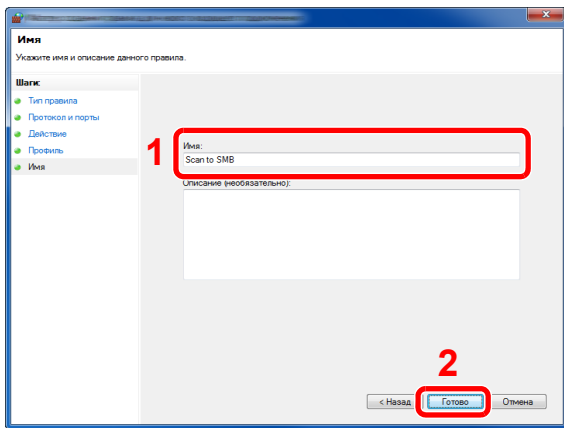 Имя
Укажите имя и описание данного правила.
Шаги:
Тип правила
Протокол и порты
Действие
Профиль
Имя
1
Имя:
Scan to SMB
Описание (необязательно):
2
< Назад
Готово
Отмена